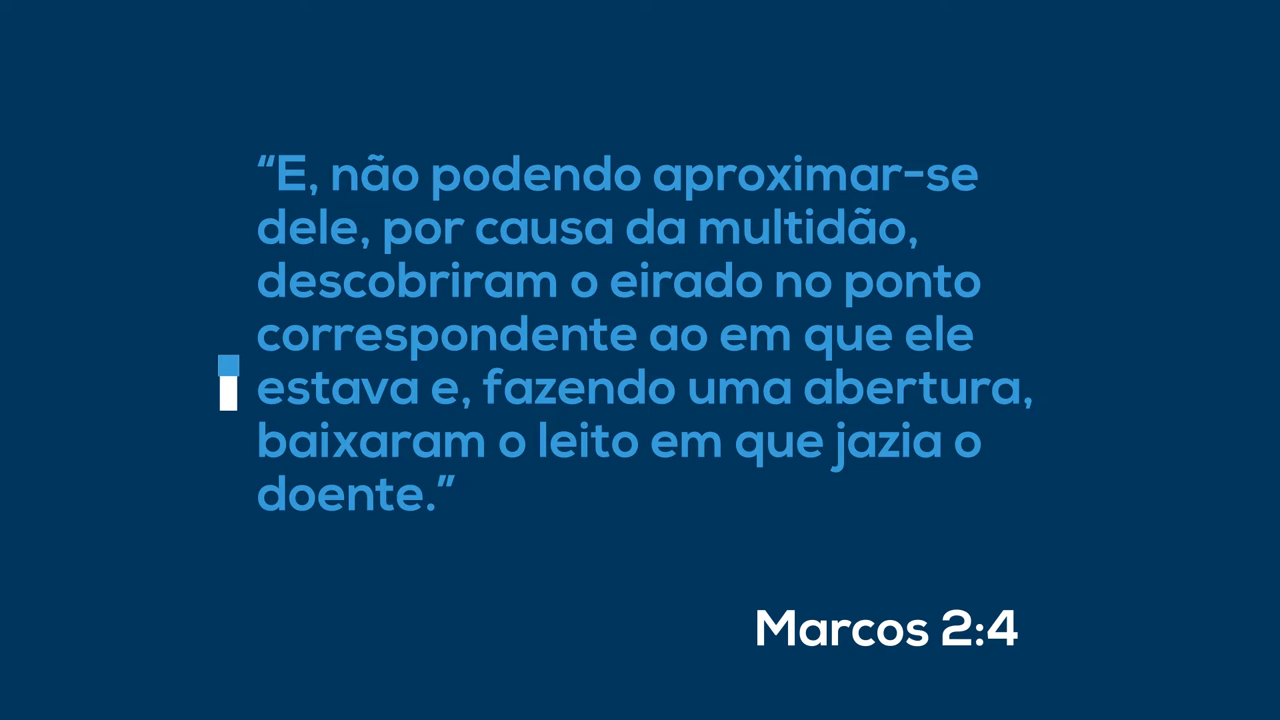 “E, não podendo aproximar-se
dele, por causa da multidão,
descobriram o eirado no ponto
correspondente ao em que ele
estava e, fazendo uma abertura,
baixaram o leito em que jazia o
doente.”
Marcos 2:4